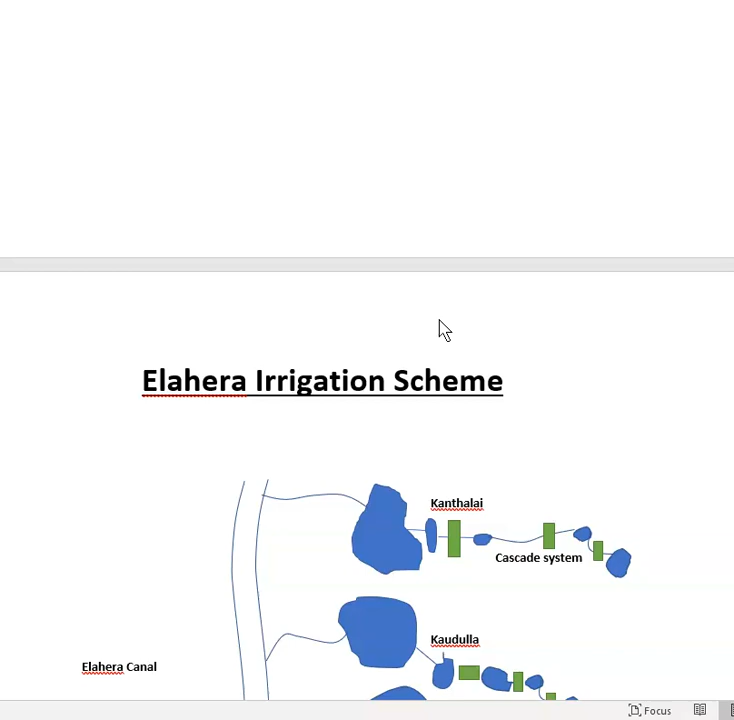 Elahera Irrigation Scheme
Kanthalai
Cascade system
Kaudulla
Elahera Canal
Focus